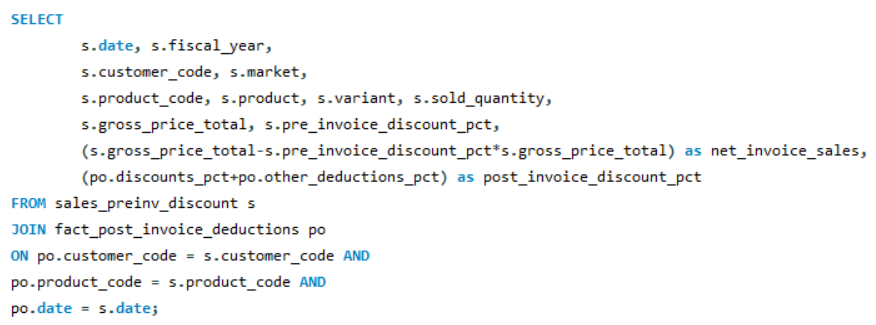 SELECT
s.date, s.fiscal_year,
s.customer_code, s.market,
s.product_code, s.product, s.variant, s.sold_quantity,
s.gross_price_total, s.pre_invoice_discount_pct,
(s.gross_price_total-s.pre_invoice_discount_pct*s.gross_price_total) as net_invoice_sales,
(po.discounts_pct+po.other_deductions_pct) as post_invoice_discount_pct
FROM sales_preinv_discount s
JOIN fact_post_invoice_deductions po
ON po.customer_code = s.customer_code AND
po.product_code = s.product_code AND
po.date = s.date;